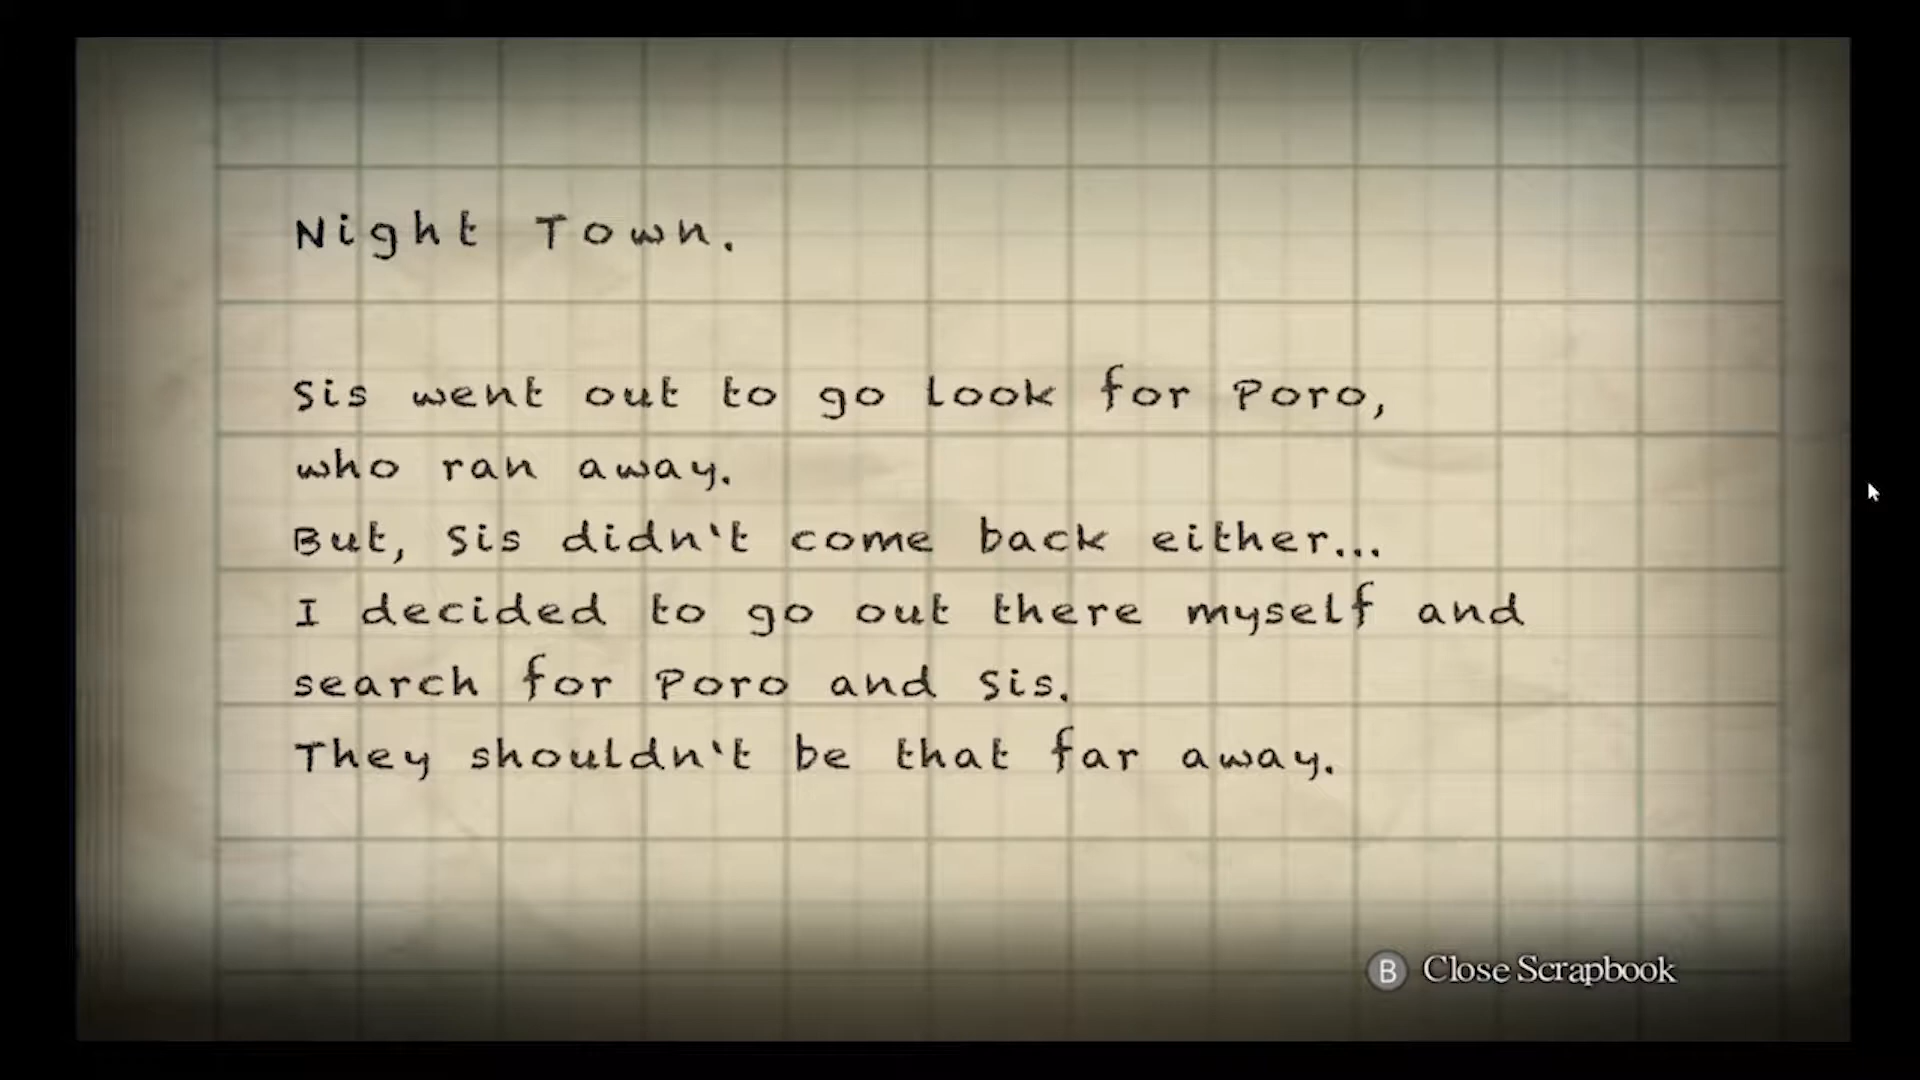 Night Town.
Sis went out to go look for Poro,
who ran away.
But, Sis didn't come back either...
I decided to go out there myself and
search for Poro and Sis.
They shouldn't be that far away.
B Close Scrapbook